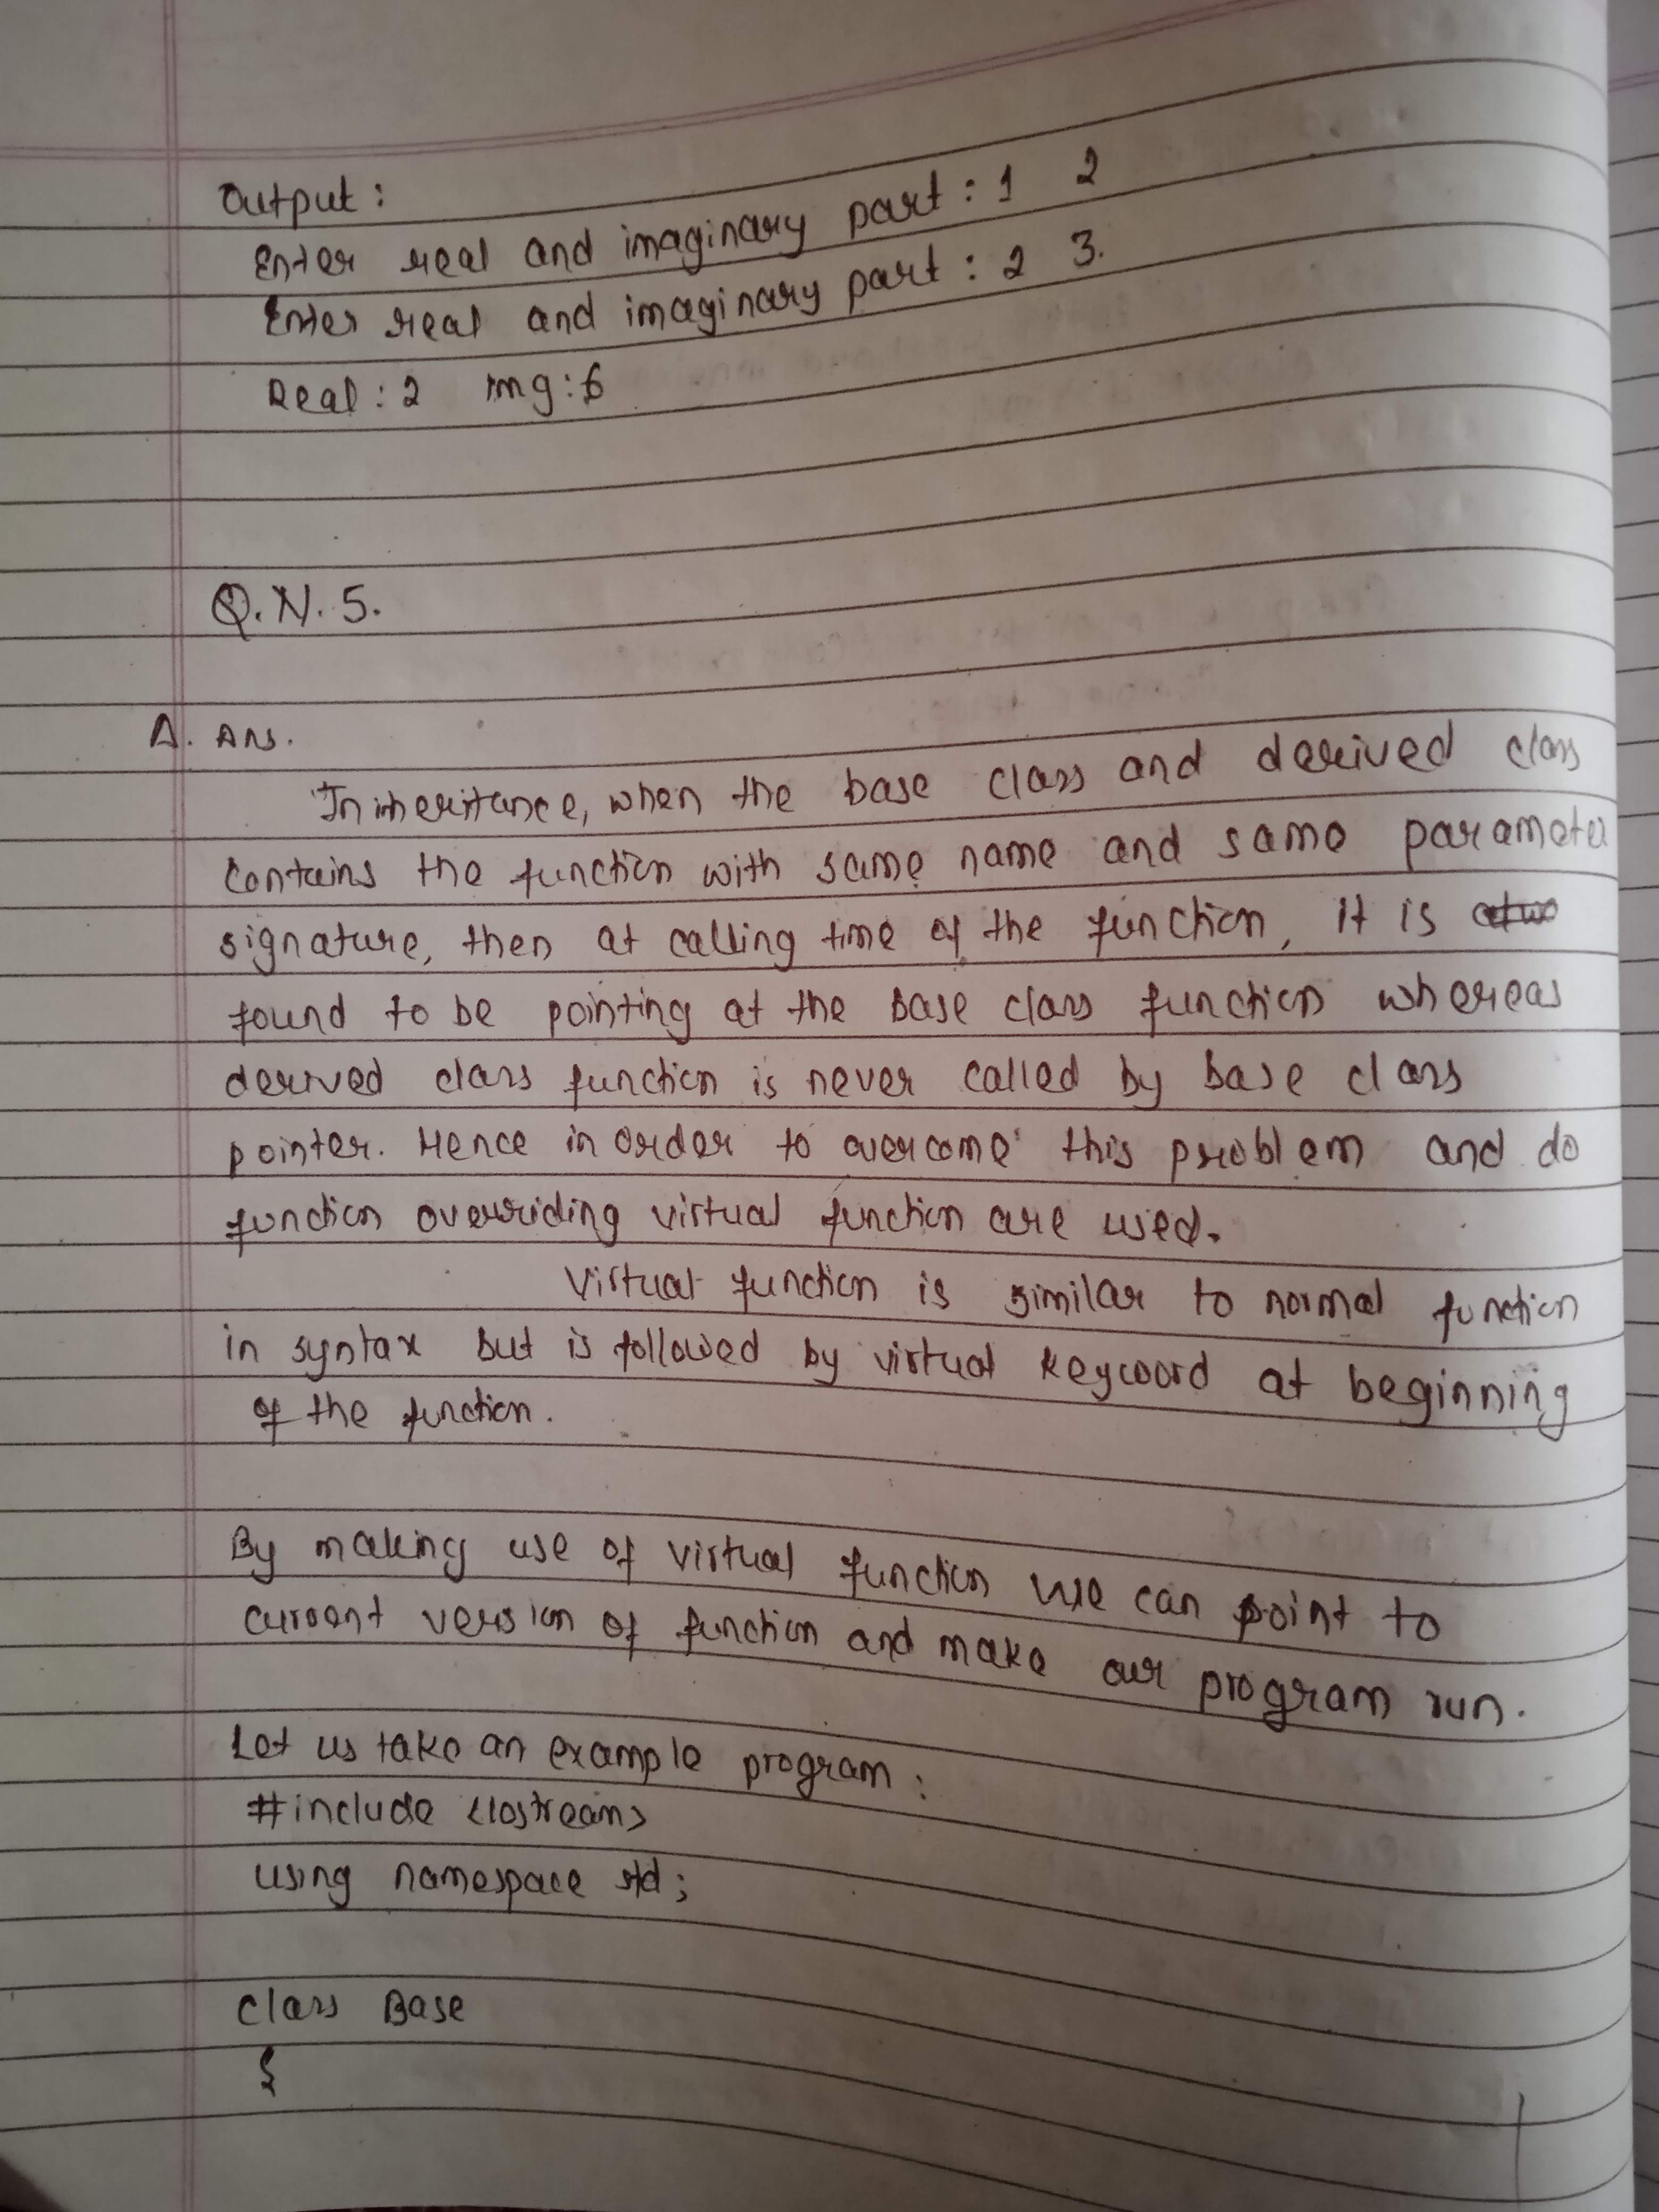 Output :
Enter real and imaginary part : 1 2
Enter real and imaginary part : 2 3.
Real : 2 Img : 6
Q.N. 5.
A. Ans.
In inheritance, when the base class and derived class
contains the function with same name and same parameter
signature, then at calling time of the function, it is
found to be pointing at the Base class function whereas
derived class function is never called by base class
pointer. Hence in order to overcome this problem and do
function overriding virtual function are used.
Virtual function is similar to normal function
in syntax but is followed by virtual keyword at beginning
of the function.
By making use of virtual function we can point to
current version of function and make our program run.
Let us take an example program :
#include <iostream>
using namespace std;
class Base
{